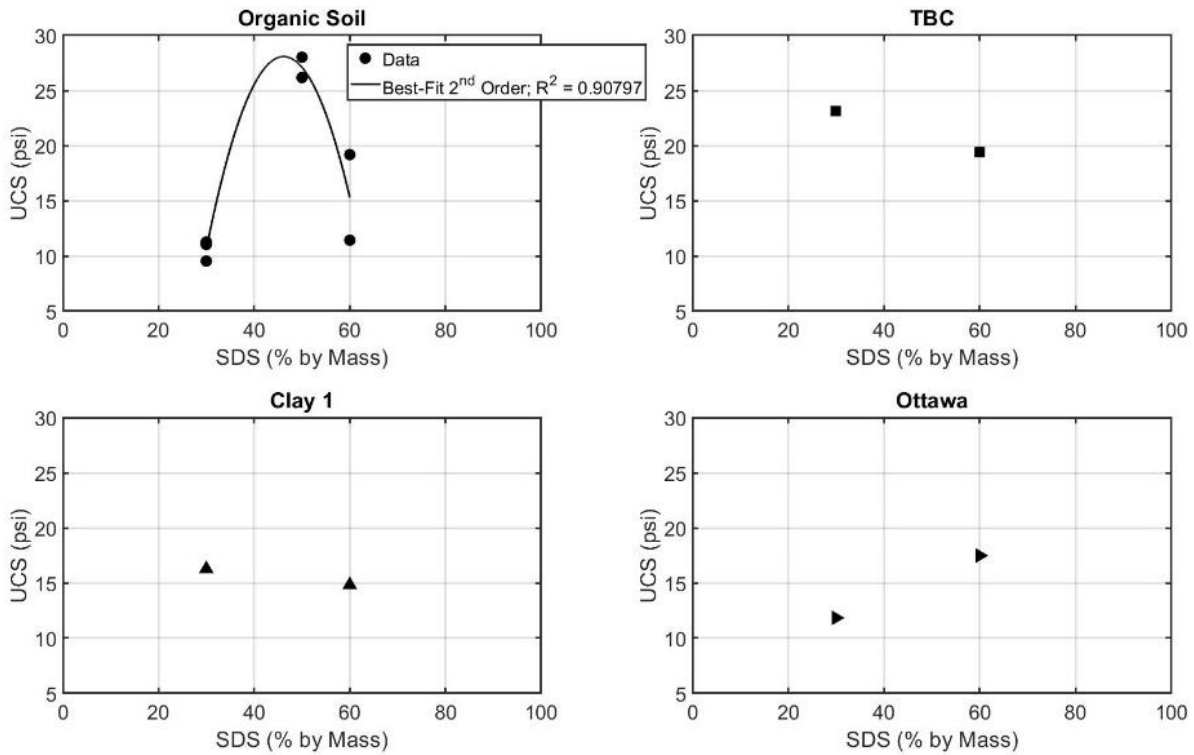 Organic Soil
30
25
20
15
10
5
UCS (psi)
Data
Best-Fit 2nd Order; R2 = 0.90797
0 20 40 60 80 100
SDS (% by Mass)
TBC
30
25
20
15
10
5
UCS (psi)
0 20 40 60 80 100
SDS (% by Mass)
Clay 1
30
25
20
15
10
5
UCS (psi)
0 20 40 60 80 100
SDS (% by Mass)
Ottawa
30
25
20
15
10
5
UCS (psi)
0 20 40 60 80 100
SDS (% by Mass)